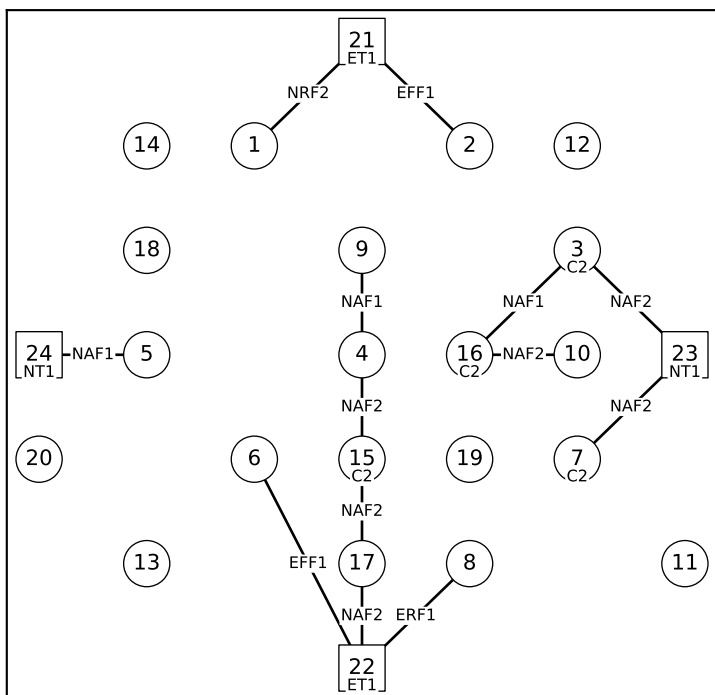 21
ET1
NRF2 EFF1
14 1 2 12
18 9 3
C2
NAF1 NAF1 NAF2
24 NAF1 5 4 16 NAF2 10 23
NT1 C2 NT1
NAF2 NAF2
20 6 15 19 7
C2 C2
NAF2
13 EFF1 17 8 11
NAF2 ERF1
22
ET1